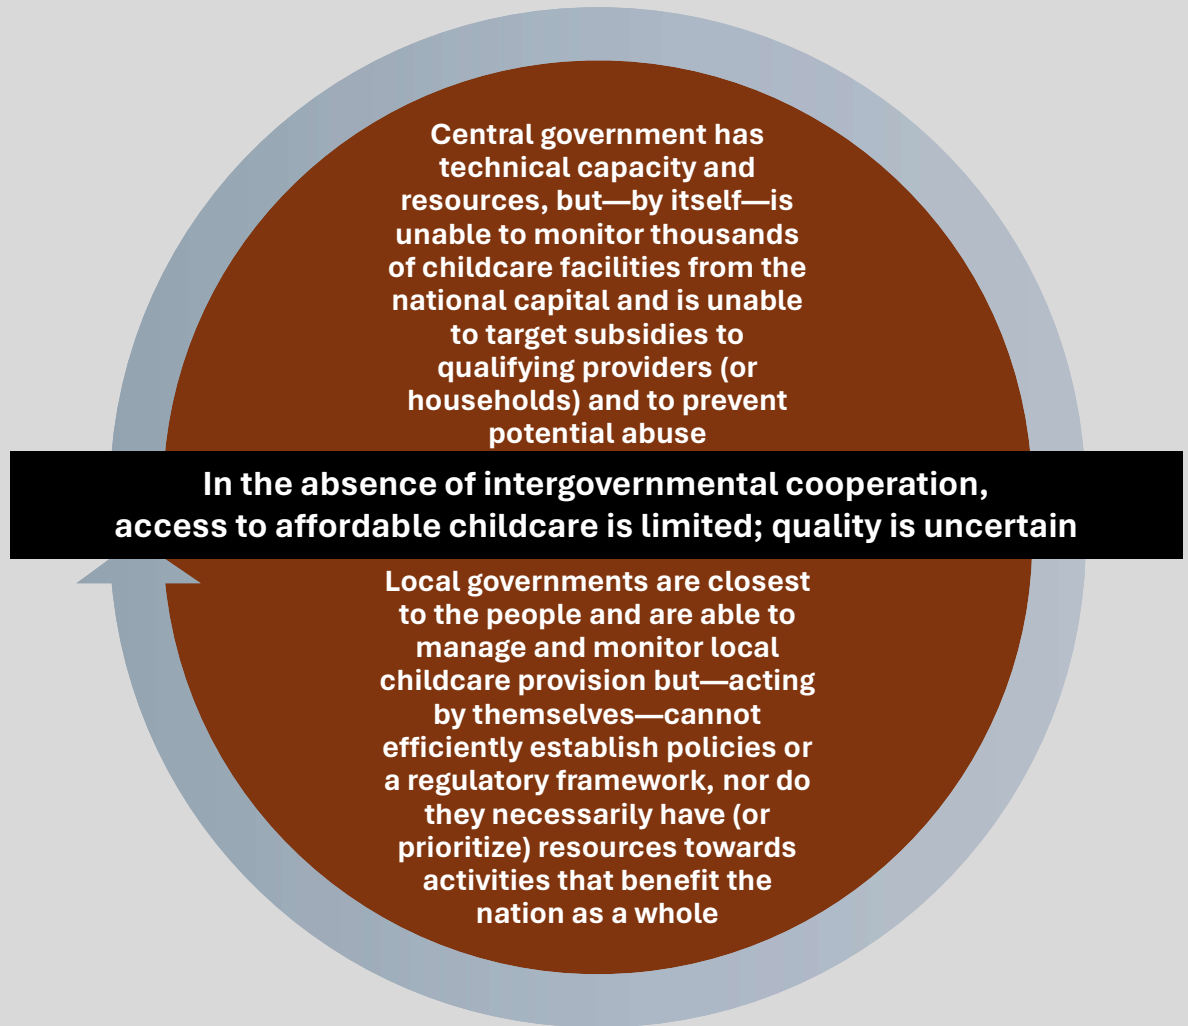 Central government has
technical capacity and
resources, but—by itself—is
unable to monitor thousands
of childcare facilities from the
national capital and is unable
to target subsidies to
qualifying providers (or
households) and to prevent
potential abuse
In the absence of intergovernmental cooperation,
access to affordable childcare is limited; quality is uncertain
Local governments are closest
to the people and are able to
manage and monitor local
childcare provision but—acting
by themselves—cannot
efficiently establish policies or
a regulatory framework, nor do
they necessarily have (or
prioritize) resources towards
activities that benefit the
nation as a whole